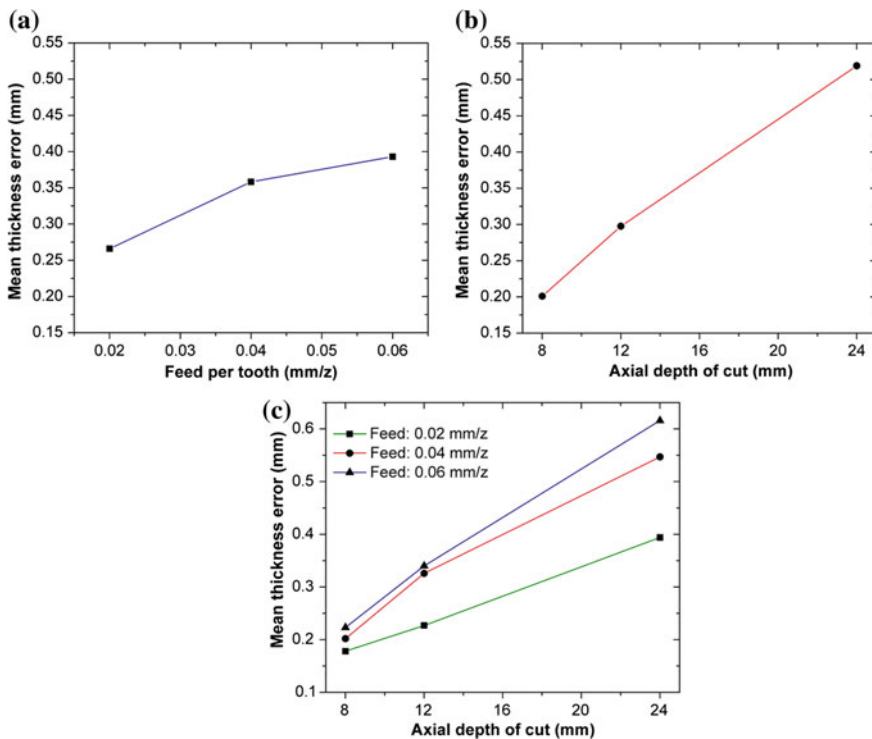 (a)
0.55
0.50
0.45
0.40
0.35
0.30
0.25
0.20
0.15
Mean thickness error (mm)
0.02 0.03 0.04 0.05 0.06
Feed per tooth (mm/z)
(b)
0.55
0.50
0.45
0.40
0.35
0.30
0.25
0.20
0.15
Mean thickness error (mm)
8 12 16 20 24
Axial depth of cut (mm)
(c)
Feed: 0.02 mm/z
Feed: 0.04 mm/z
Feed: 0.06 mm/z
0.6
0.5
0.4
0.3
0.2
0.1
Mean thickness error (mm)
8 10 12 14 16 18 20 22 24
Axial depth of cut (mm)